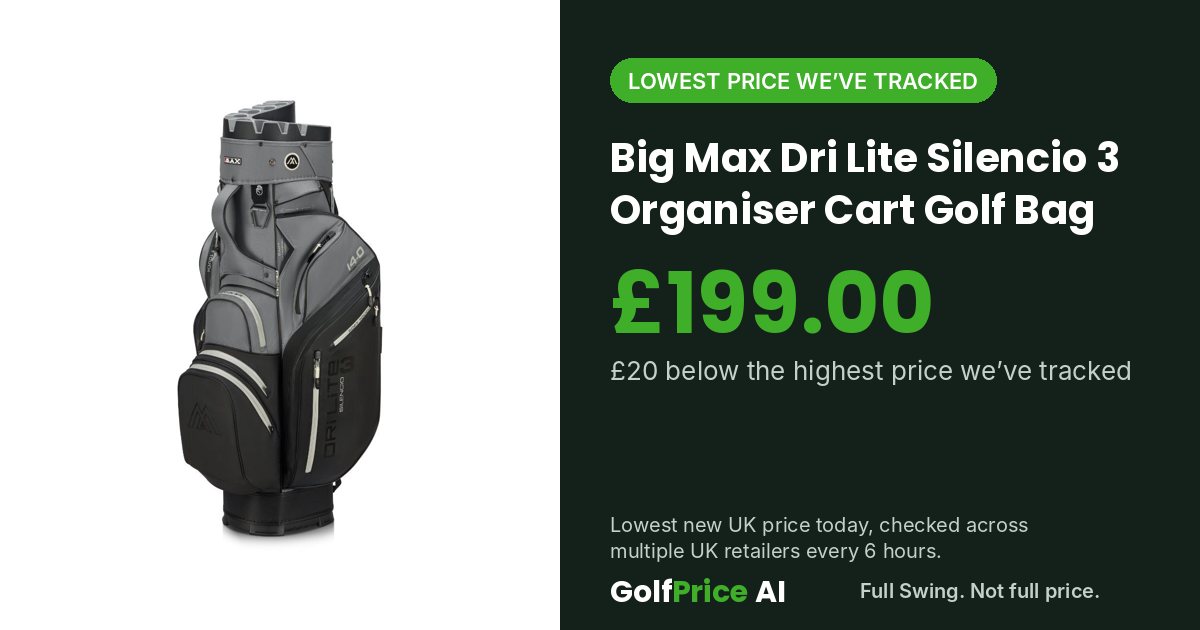 LOWEST PRICE WE’VE TRACKED
Big Max Dri Lite Silencio 3
Organiser Cart Golf Bag
£199.00
£20 below the highest price we’ve tracked
Lowest new UK price today, checked across
multiple UK retailers every 6 hours.
GolfPrice AI
Full Swing. Not full price.
14.0
DRI LITE 3
SILENCIO